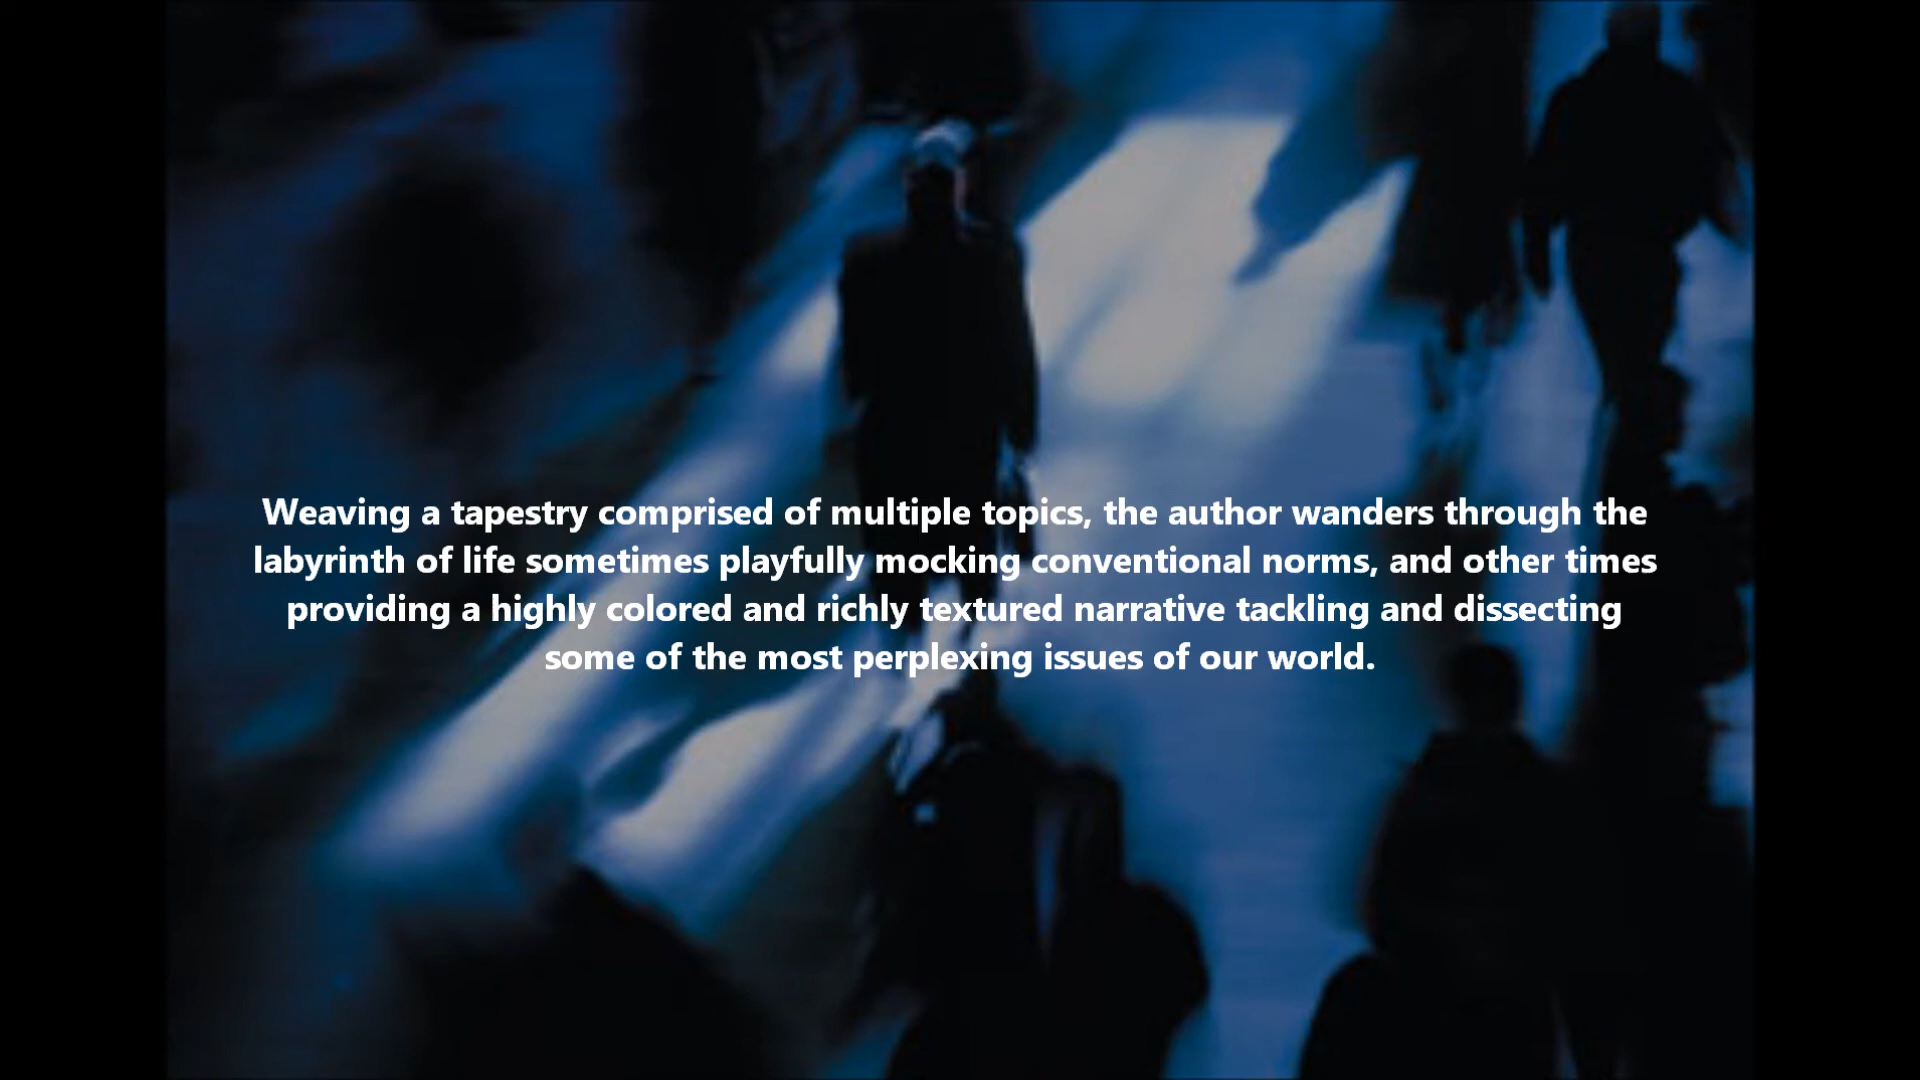 Weaving a tapestry comprised of multiple topics, the author wanders through the
labyrinth of life sometimes playfully mocking conventional norms, and other times
providing a highly colored and richly textured narrative tackling and dissecting
some of the most perplexing issues of our world.